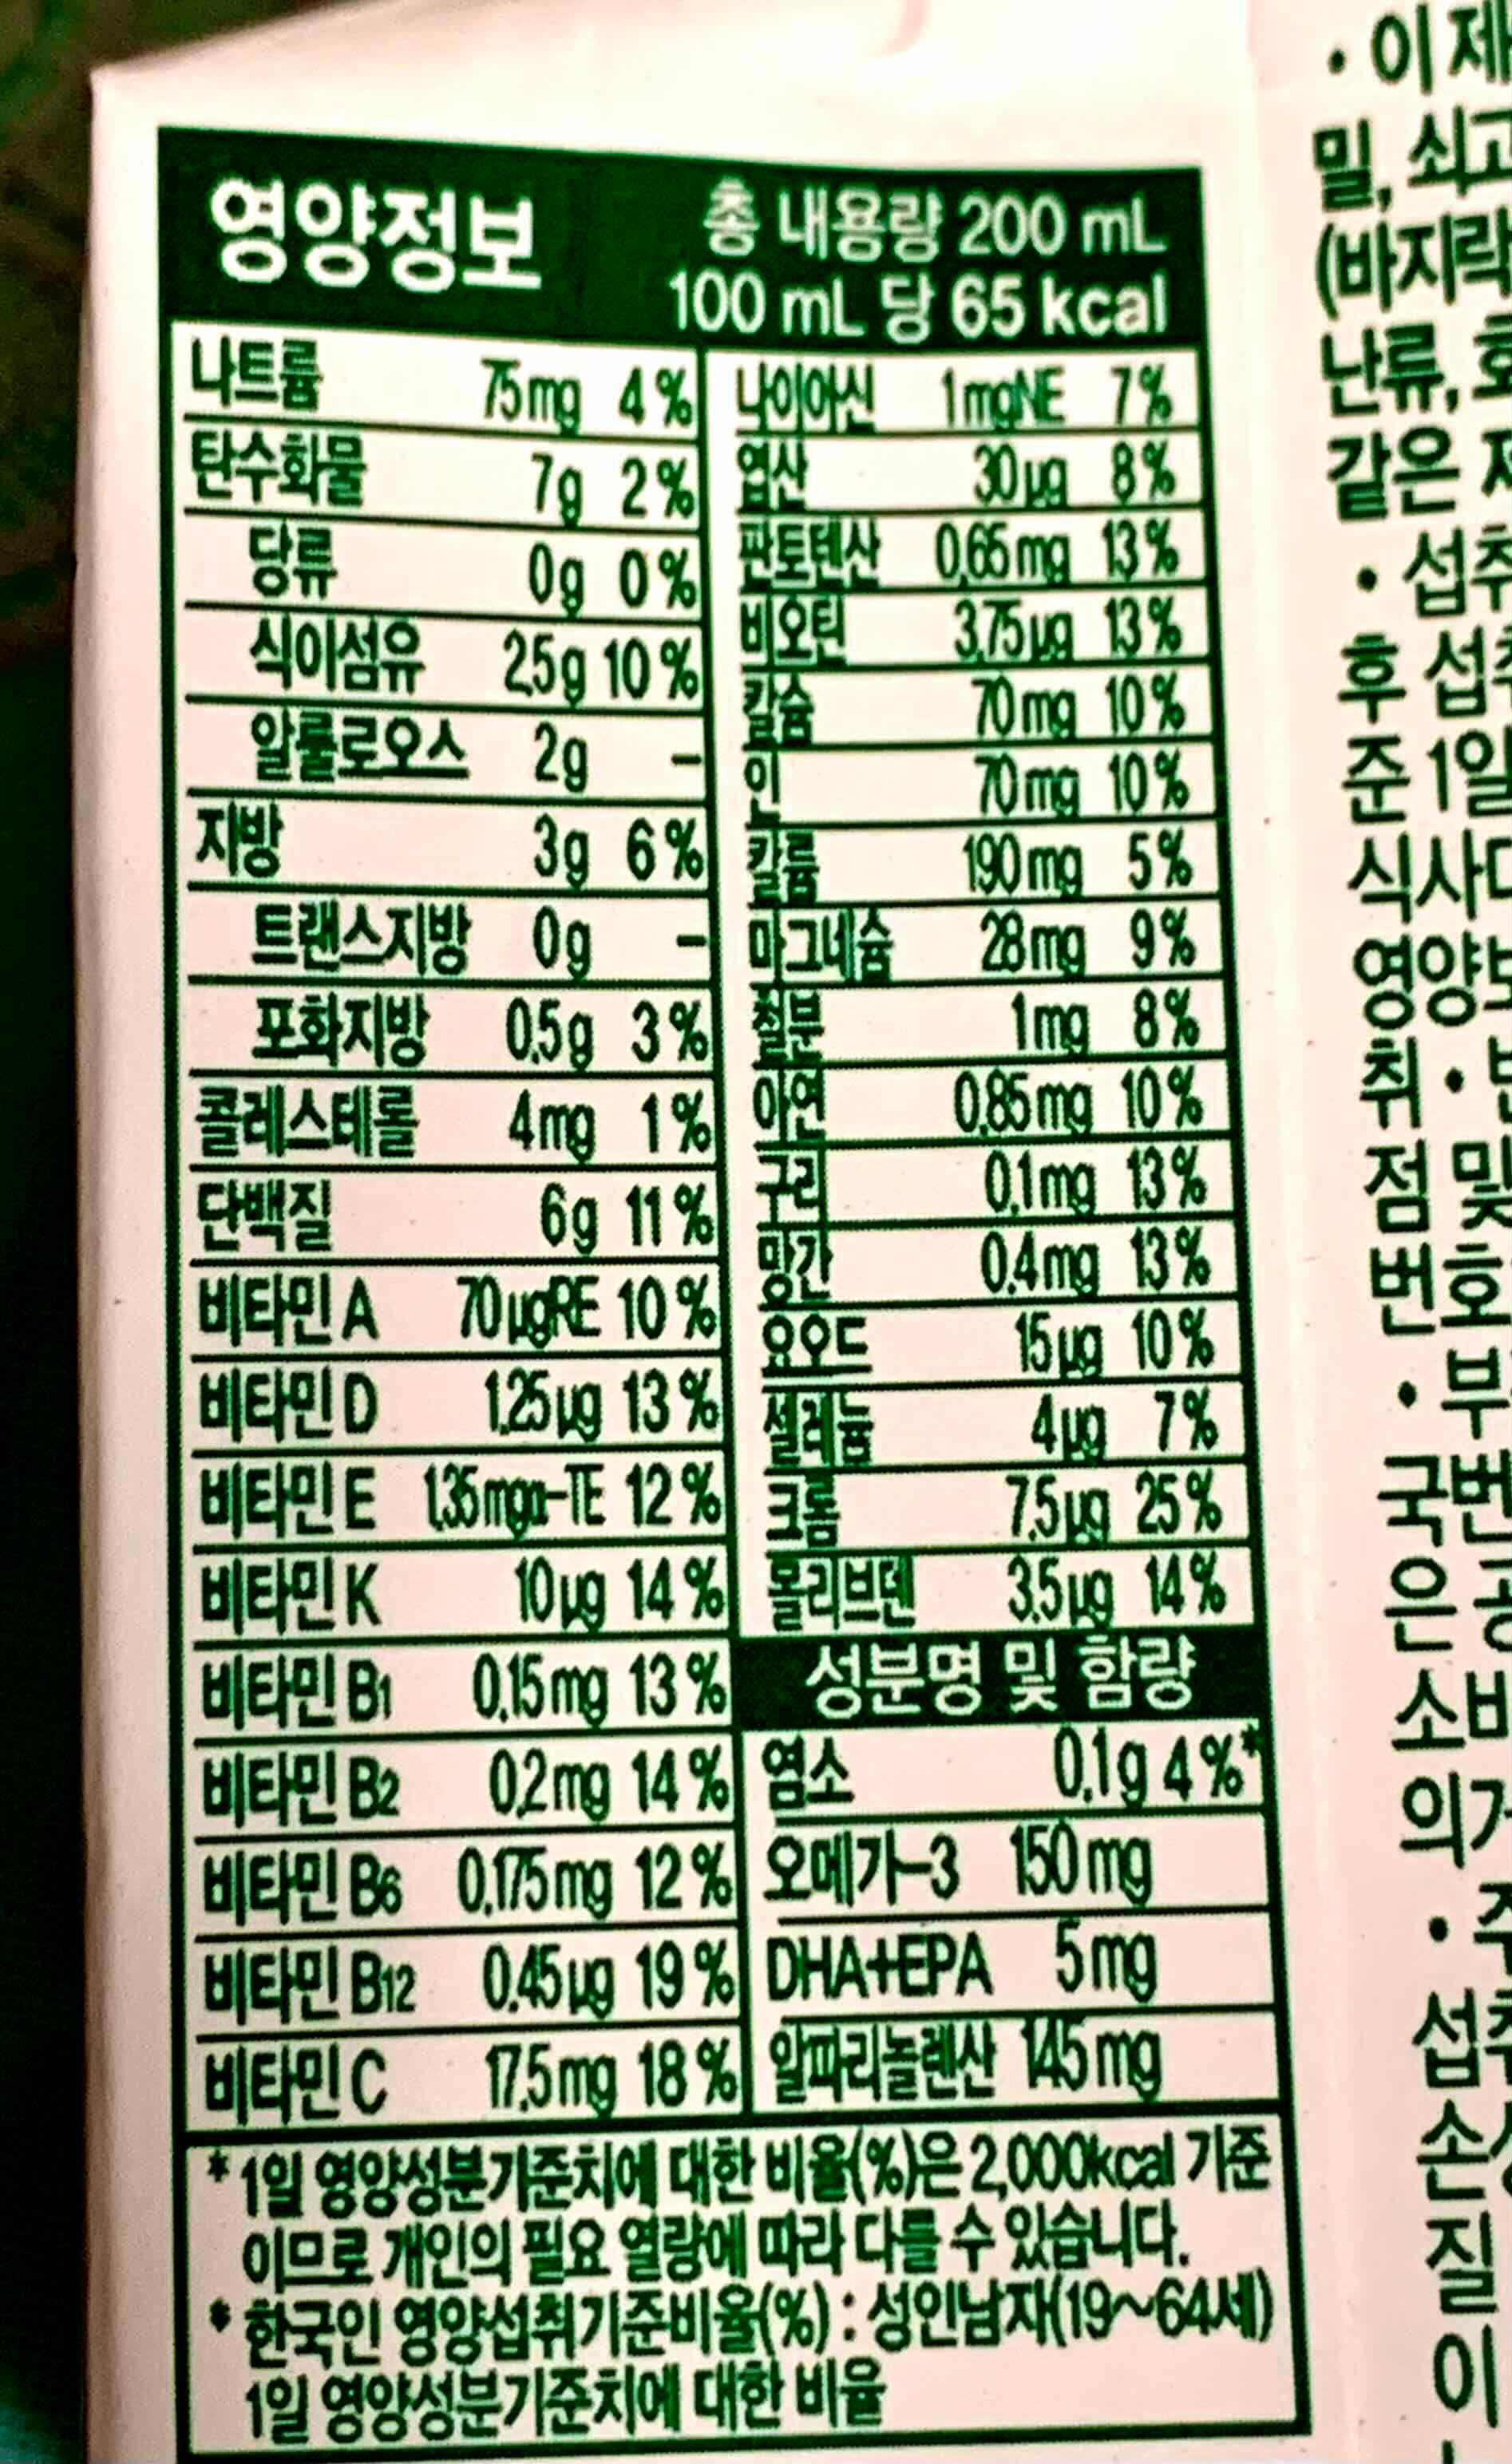 영양정보
총 내용량 200 mL
100 mL 당 65 kcal
나트륨 75mg 4%
탄수화물 7g 2%
당류 0g 0%
식이섬유 2.5g 10%
알룰로오스 2g –
지방 3g 6%
트랜스지방 0g –
포화지방 0.5g 3%
콜레스테롤 4mg 1%
단백질 6g 11%
비타민 A 70μgRE 10%
비타민 D 1.25μg 13%
비타민 E 1.35mgα-TE 12%
비타민 K 10μg 14%
비타민 B1 0.15mg 13%
비타민 B2 0.2mg 14%
비타민 B6 0.175mg 12%
비타민 B12 0.45μg 19%
비타민 C 17.5mg 18%
나이아신 1mgNE 7%
엽산 30μg 8%
판토텐산 0.65mg 13%
비오틴 3.75μg 13%
칼슘 70mg 10%
인 70mg 10%
칼륨 190mg 5%
마그네슘 28mg 9%
철분 1mg 8%
아연 0.85mg 10%
구리 0.1mg 13%
망간 0.4mg 13%
요오드 15μg 10%
셀레늄 4μg 7%
크롬 7.5μg 25%
몰리브덴 3.5μg 14%
성분명 및 함량
염소 0.1g 4%*
오메가-3 150mg
DHA+EPA 5mg
알파리놀렌산 145mg
* 1일 영양성분기준치에 대한 비율(%)은 2,000kcal 기준
이므로 개인의 필요 열량에 따라 다를 수 있습니다.
* 한국인 영양섭취기준비율(%) : 성인남자(19~64세)
1일 영양성분기준치에 대한 비율
• 이 제
밀, 쇠고
(바지락
난류,
같은
• 섭취
후 섭취
준 1일
식사대
영양보
취 •
점 및
번호
• 부
국번
은 공
소비
의거
•
섭취
손상
질
이